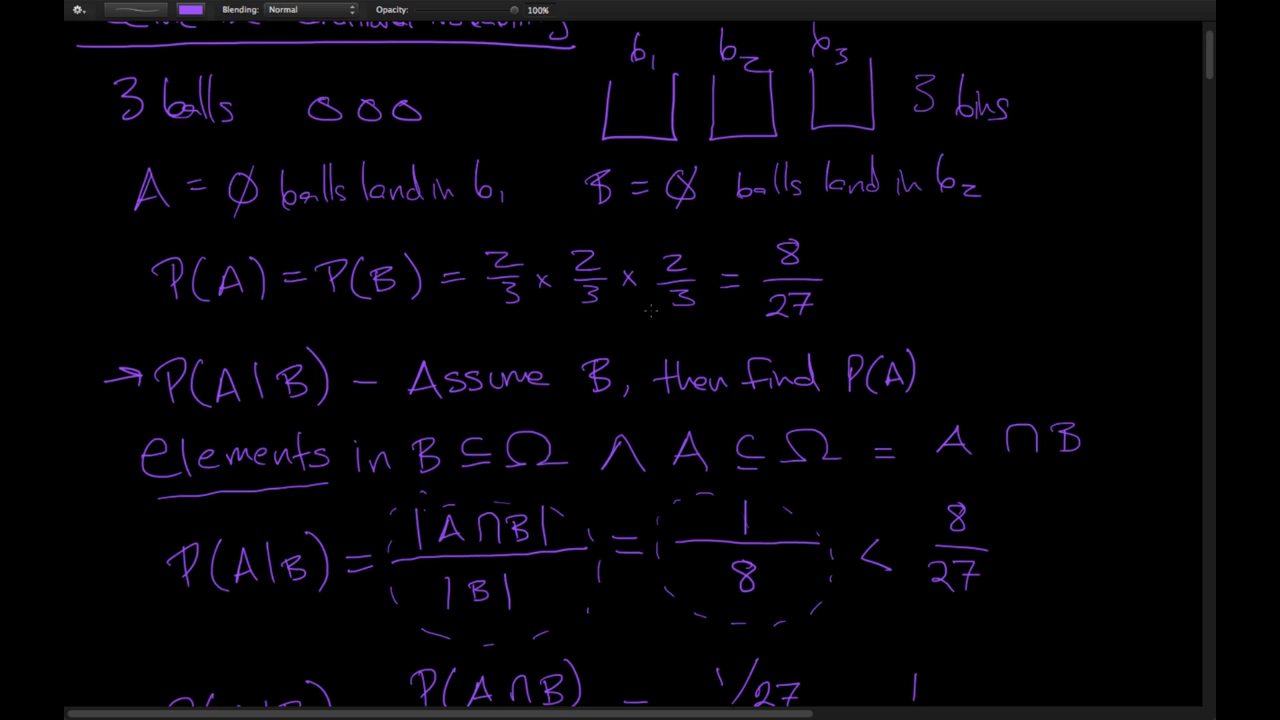 Blending: Normal Opacity: 100%
b₁ b₂ b₃
3 balls 3 bins
A = ∅ balls land in b₁ B = ∅ balls land in b₂
P(A) = P(B) = 2/3 × 2/3 × 2/3 = 8/27
→ P(A|B) – Assume B, then find P(A)
elements in B ⊆ Ω ∧ A ⊆ Ω = A ∩ B
P(A|B) = |A ∩ B| / |B| = 1/8 < 8/27
P(A ∩ B) = 1/27 1